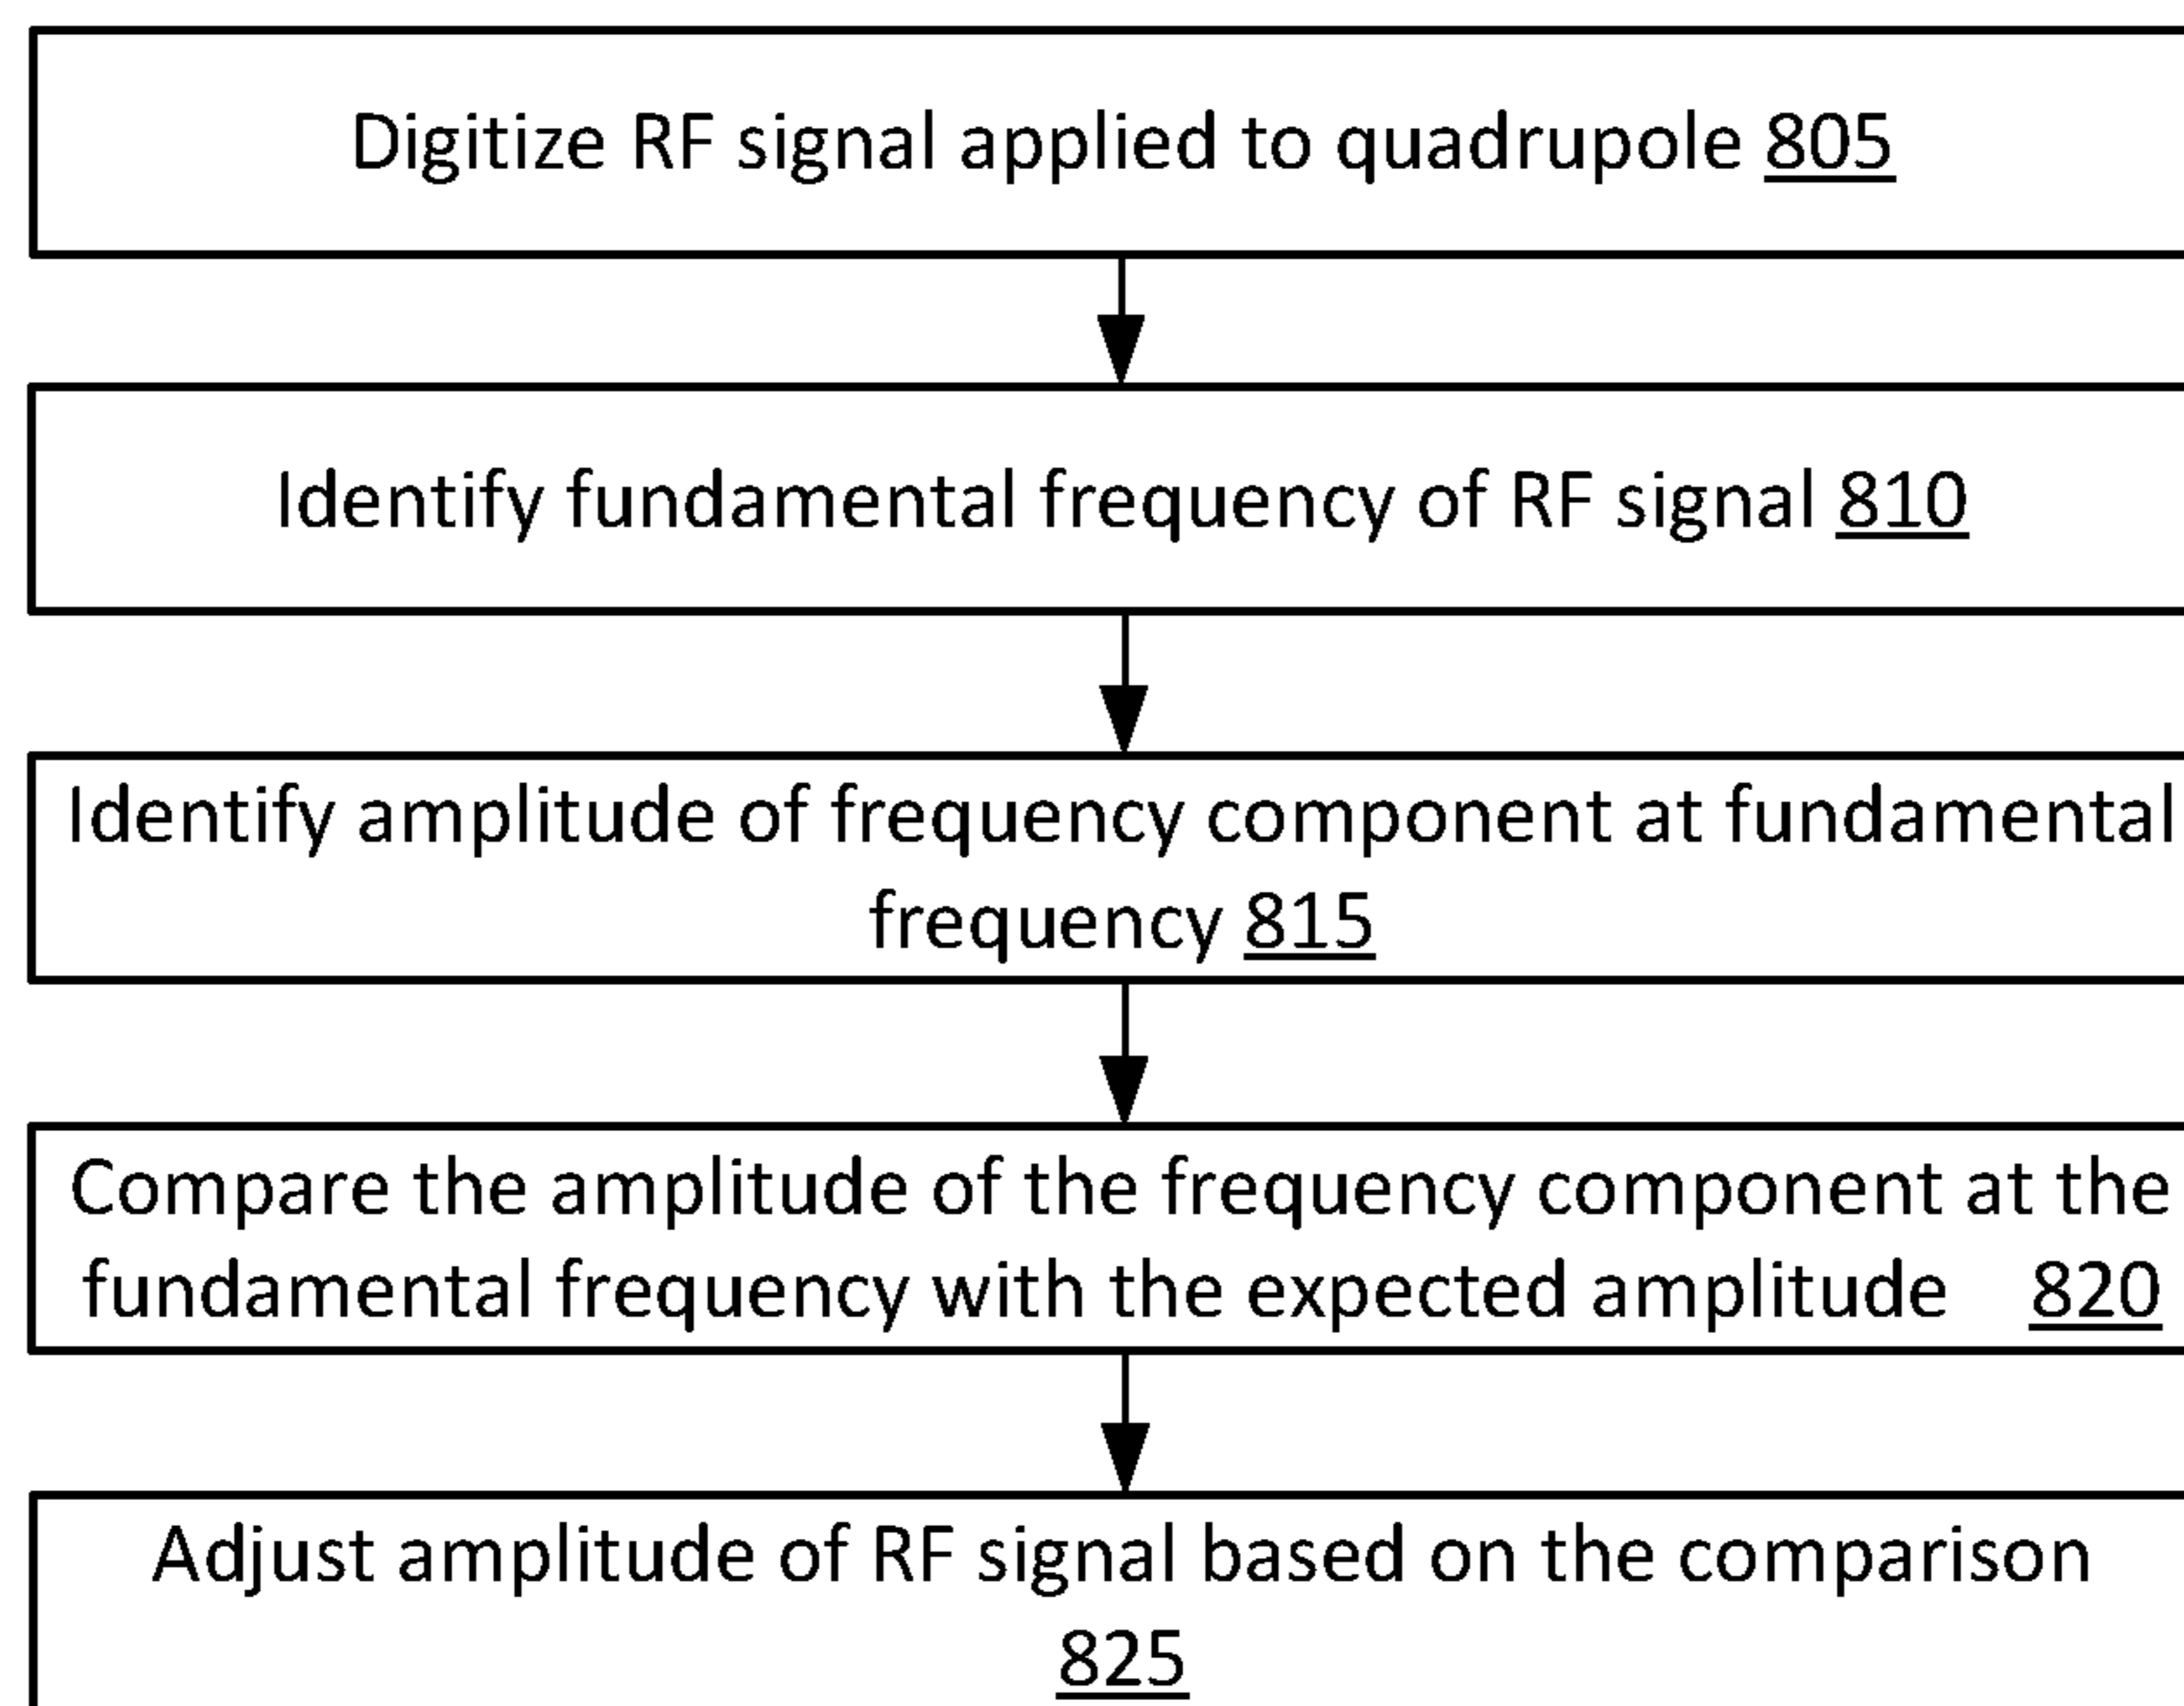 Digitize RF signal applied to quadrupole 805
Identify fundamental frequency of RF signal 810
Identify amplitude of frequency component at fundamental
frequency 815
Compare the amplitude of the frequency component at the
fundamental frequency with the expected amplitude 820
Adjust amplitude of RF signal based on the comparison
825